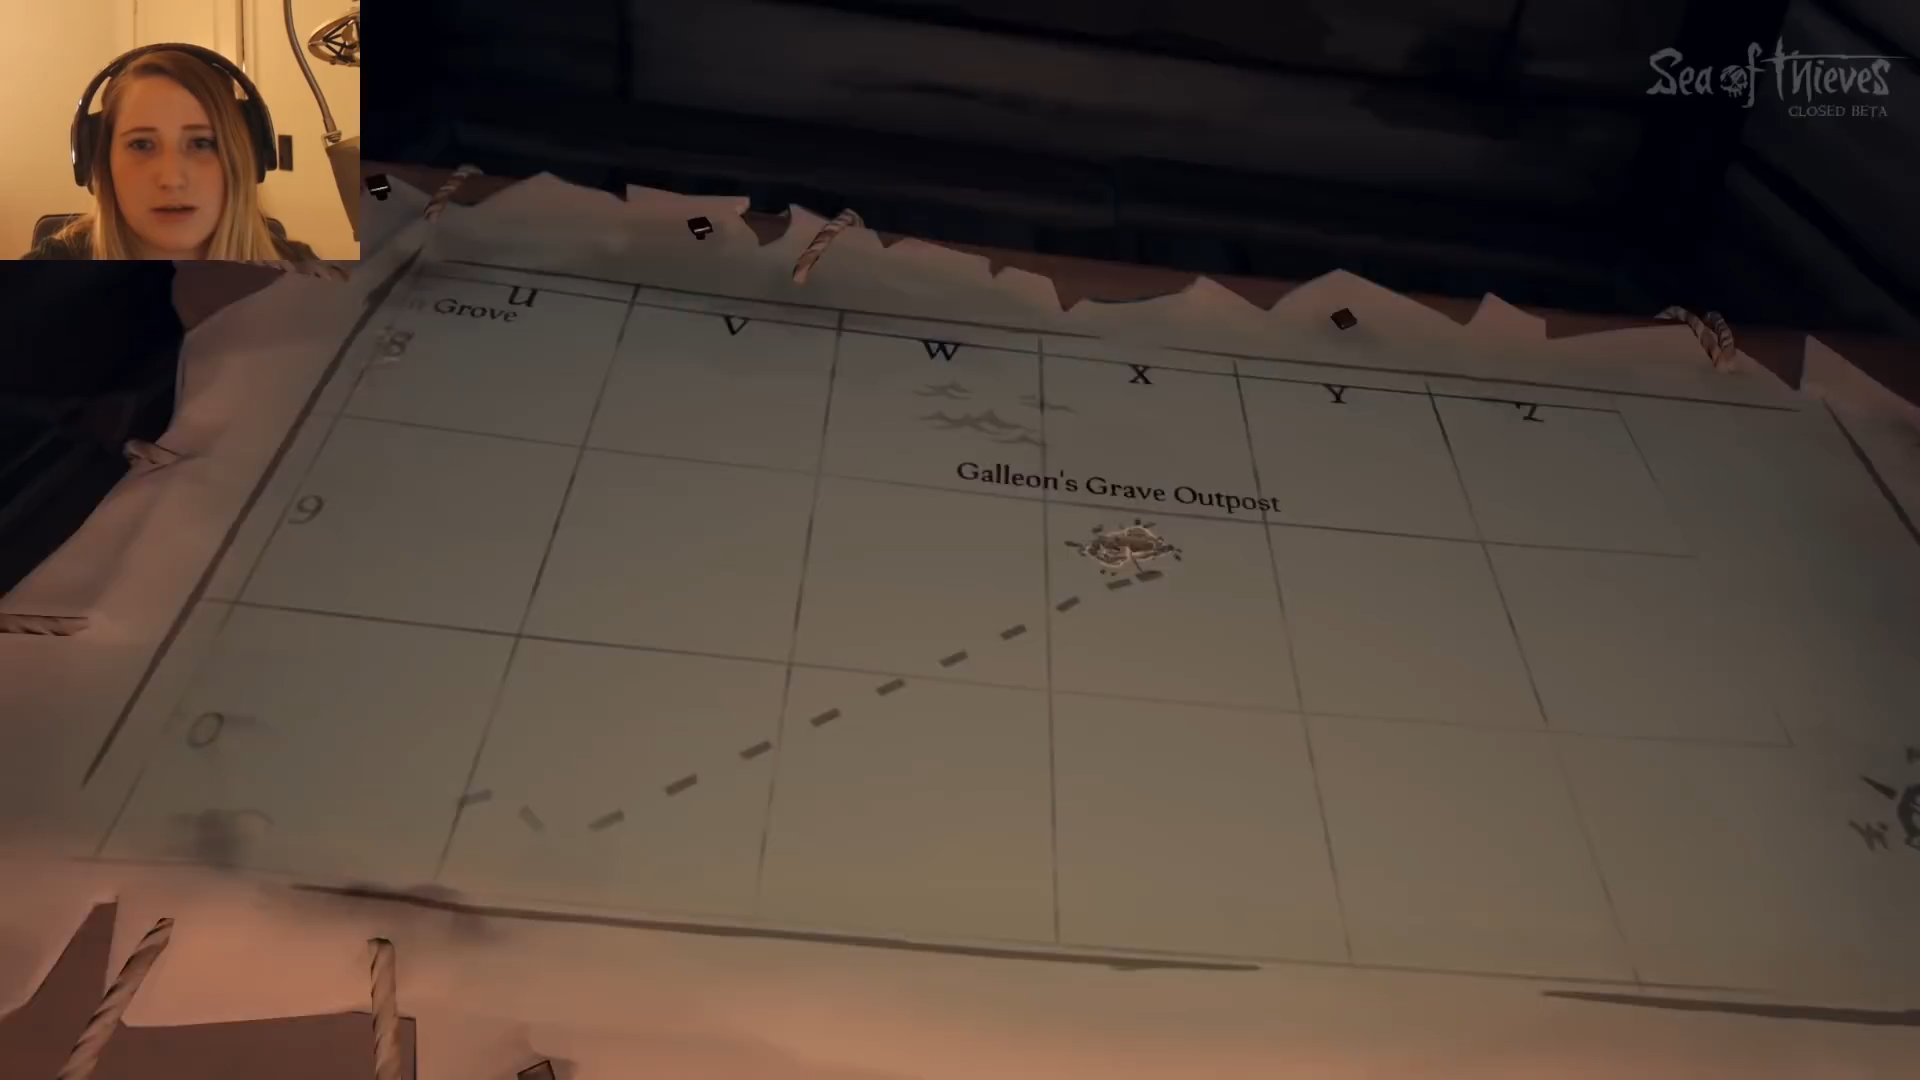 Sea of Thieves
CLOSED BETA
U
V
W
X
Y
Z
Grove
8
Galleon's Grave Outpost
9
0